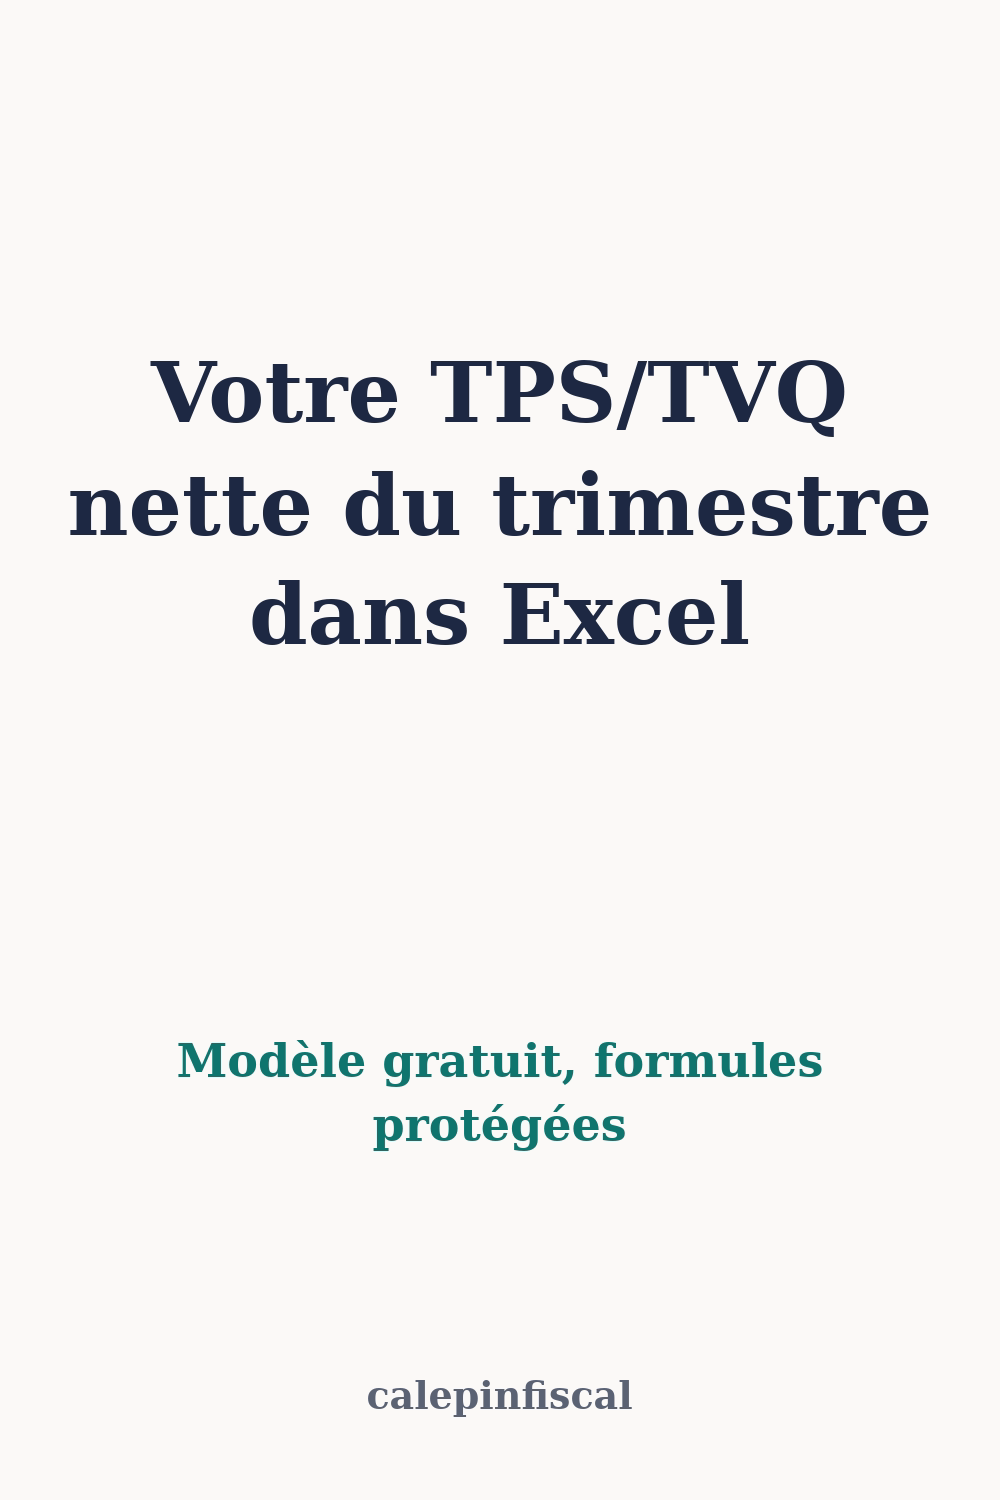 Votre TPS/TVQ
nette du trimestre
dans Excel
Modèle gratuit, formules
protégées
calepinfiscal